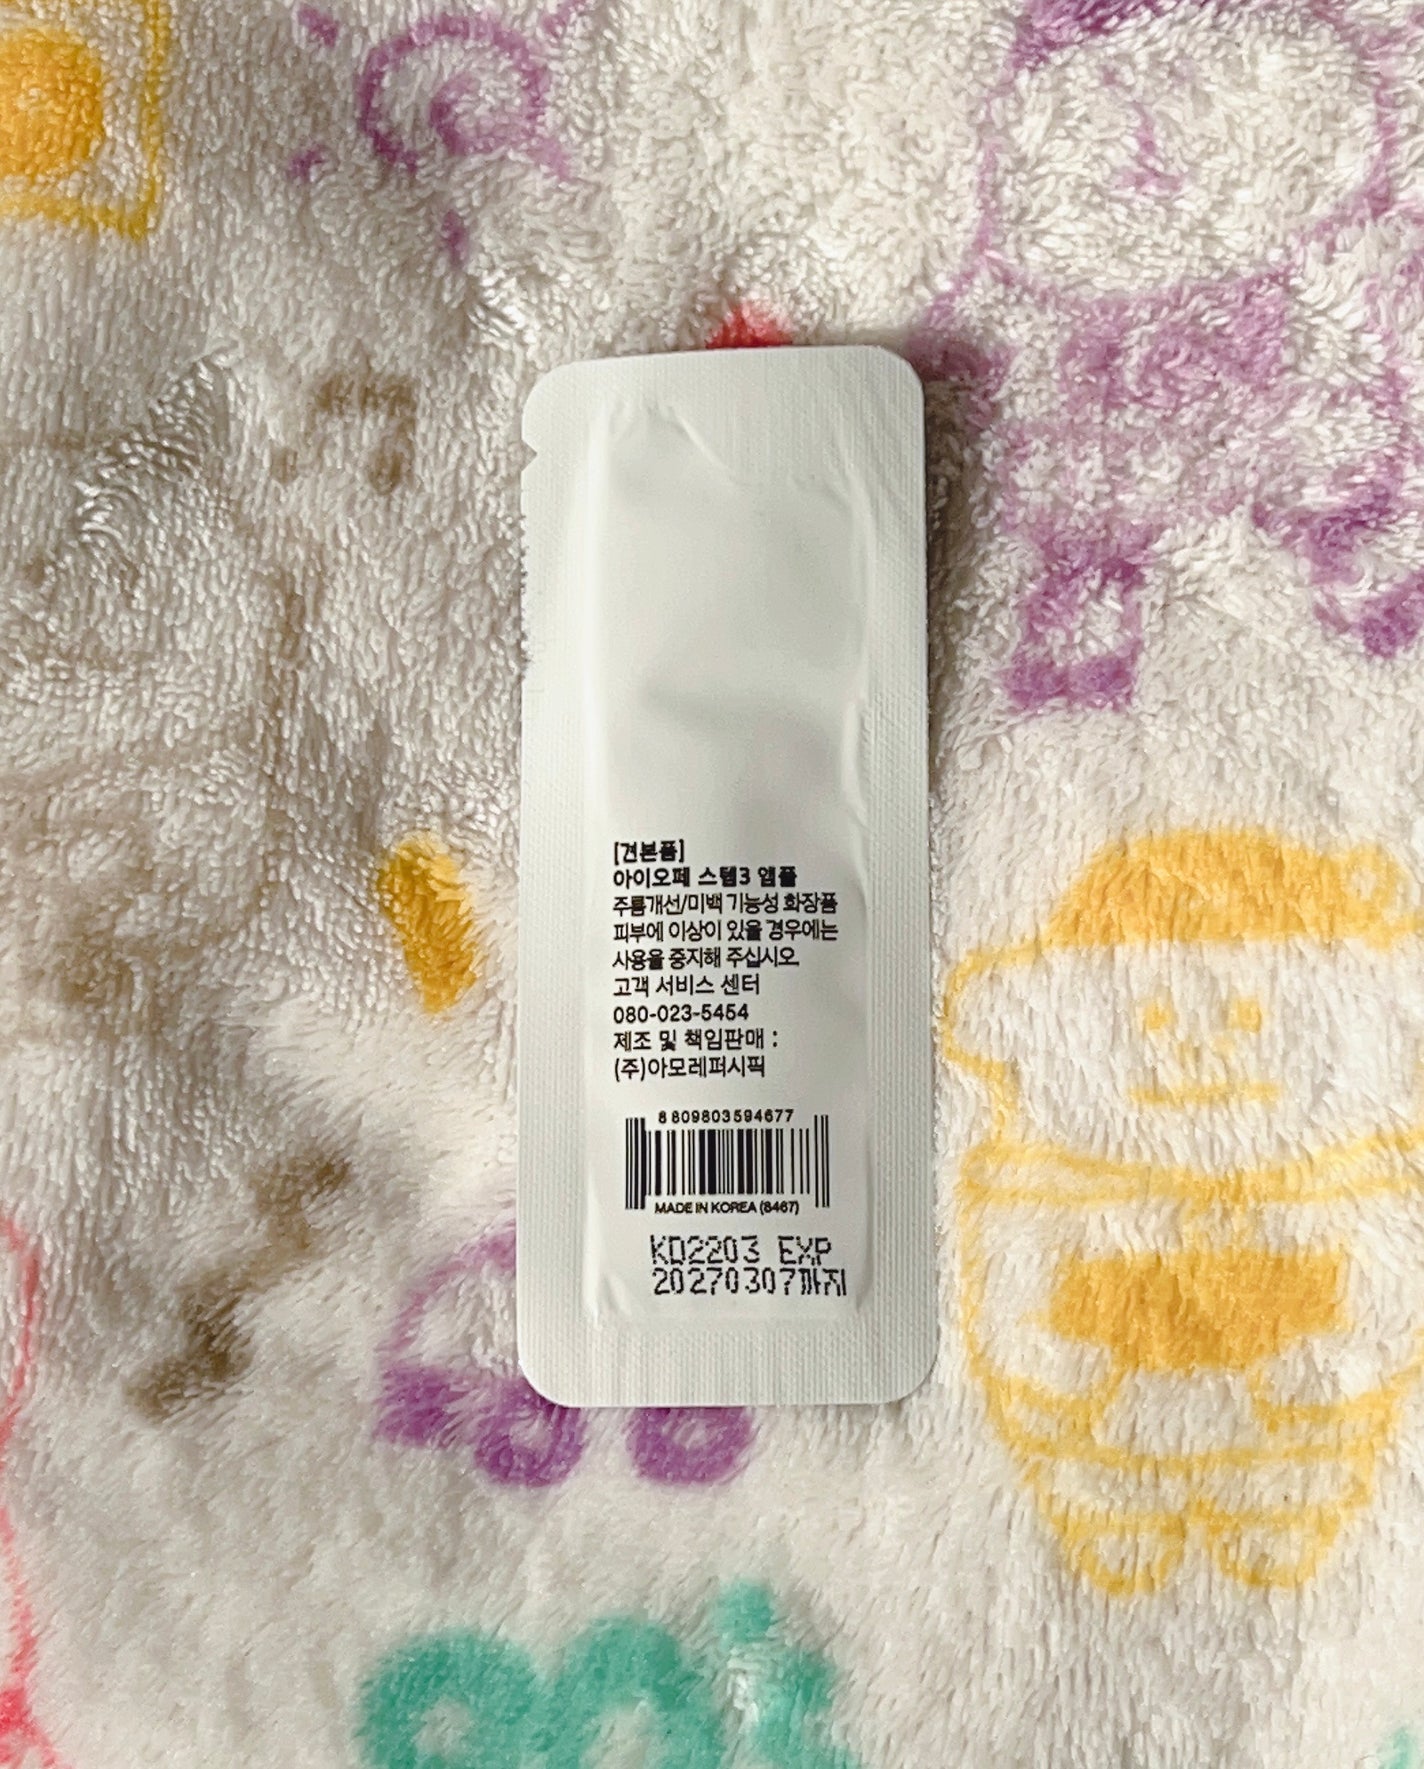 [견본품]
아이오페 스템3 앰플
주름개선/미백 기능성 화장품
피부에 이상이 있을 경우에는
사용을 중지해 주십시오.
고객 서비스 센터
080-023-5454
제조 및 책임판매 :
(주)아모레퍼시픽
8 809803594677
MADE IN KOREA (8467)
KD2203 EXP
20270307까지